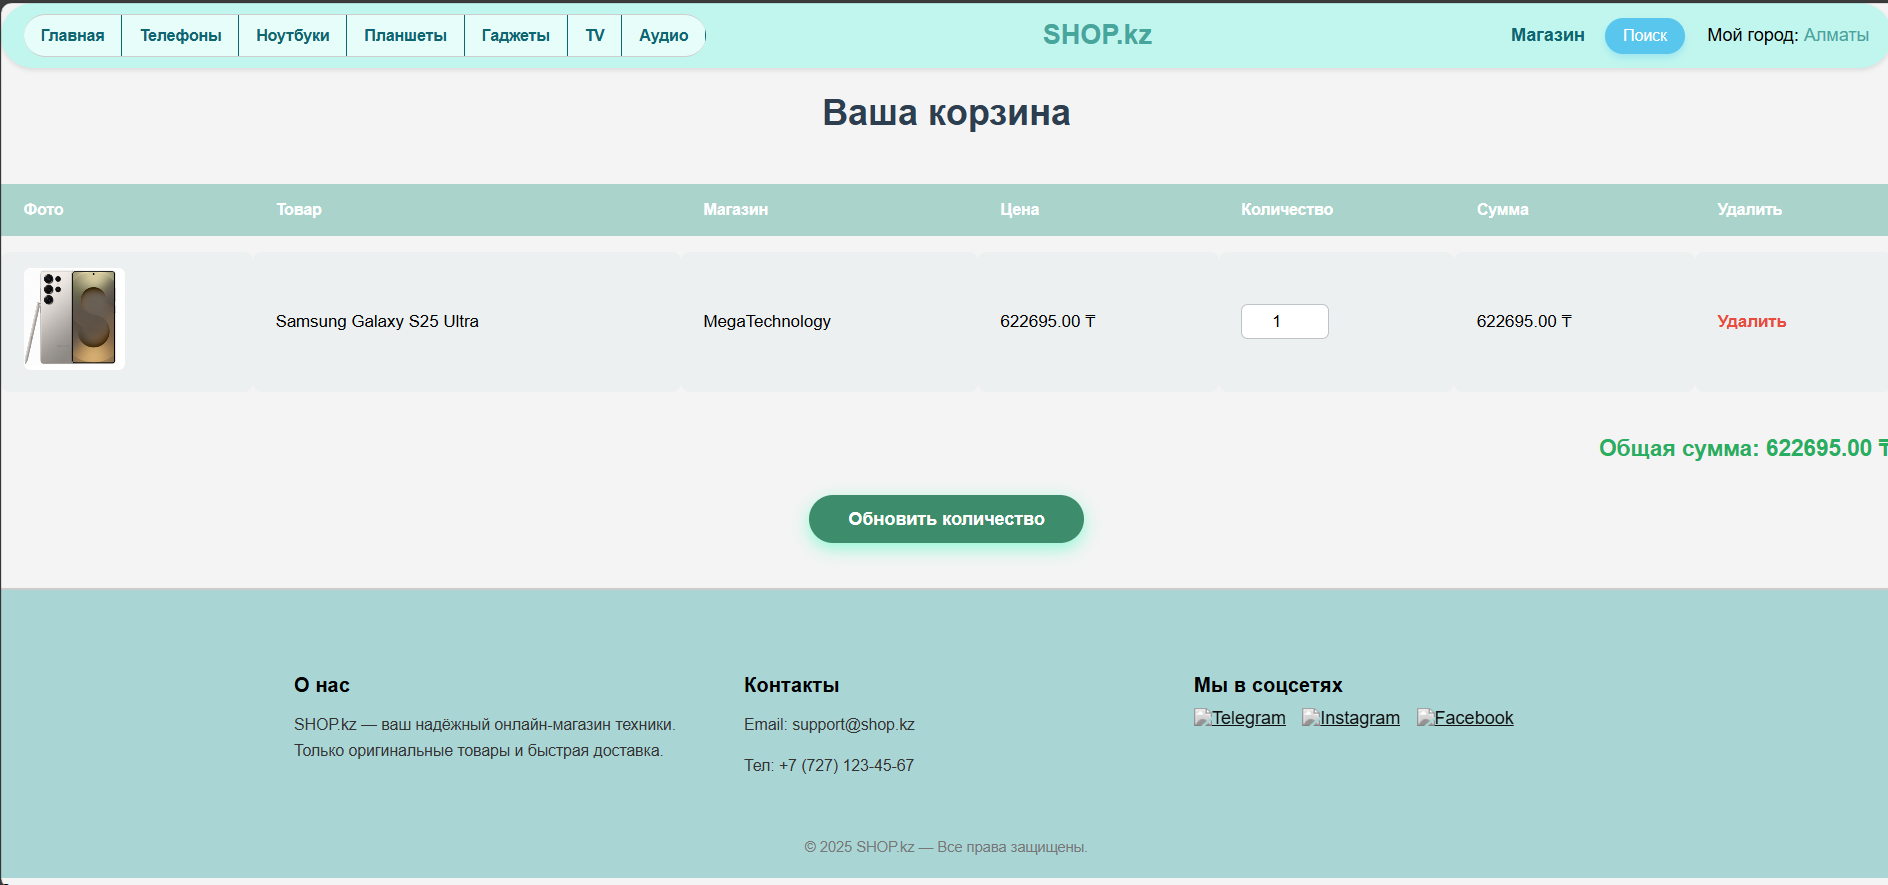 Главная Телефоны Ноутбуки Планшеты Гаджеты TV Аудио SHOP.kz Магазин Поиск Мой город: Алматы
Ваша корзина
Фото Товар Магазин Цена Количество Сумма Удалить
Samsung Galaxy S25 Ultra MegaTechnology 622695.00 ₸ 1 622695.00 ₸ Удалить
Общая сумма: 622695.00 ₸
Обновить количество
О нас
SHOP.kz — ваш надёжный онлайн-магазин техники.
Только оригинальные товары и быстрая доставка.
Контакты
Email: support@shop.kz
Тел: +7 (727) 123-45-67
Мы в соцсетях
Telegram Instagram Facebook
© 2025 SHOP.kz — Все права защищены.